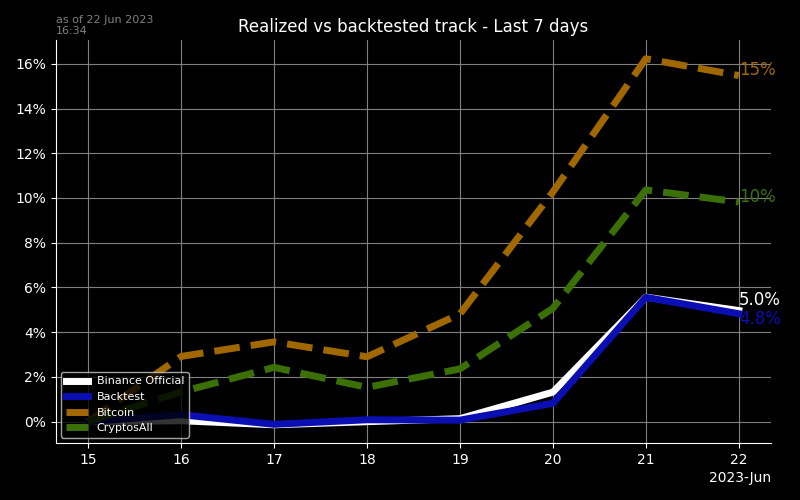 as of 22 Jun 2023
16:34
Realized vs backtested track - Last 7 days
16%
14%
12%
10%
8%
6%
4%
2%
0%
15%
10%
5.0%
4.8%
Binance Official
Backtest
Bitcoin
CryptosAll
15 16 17 18 19 20 21 22
2023-Jun